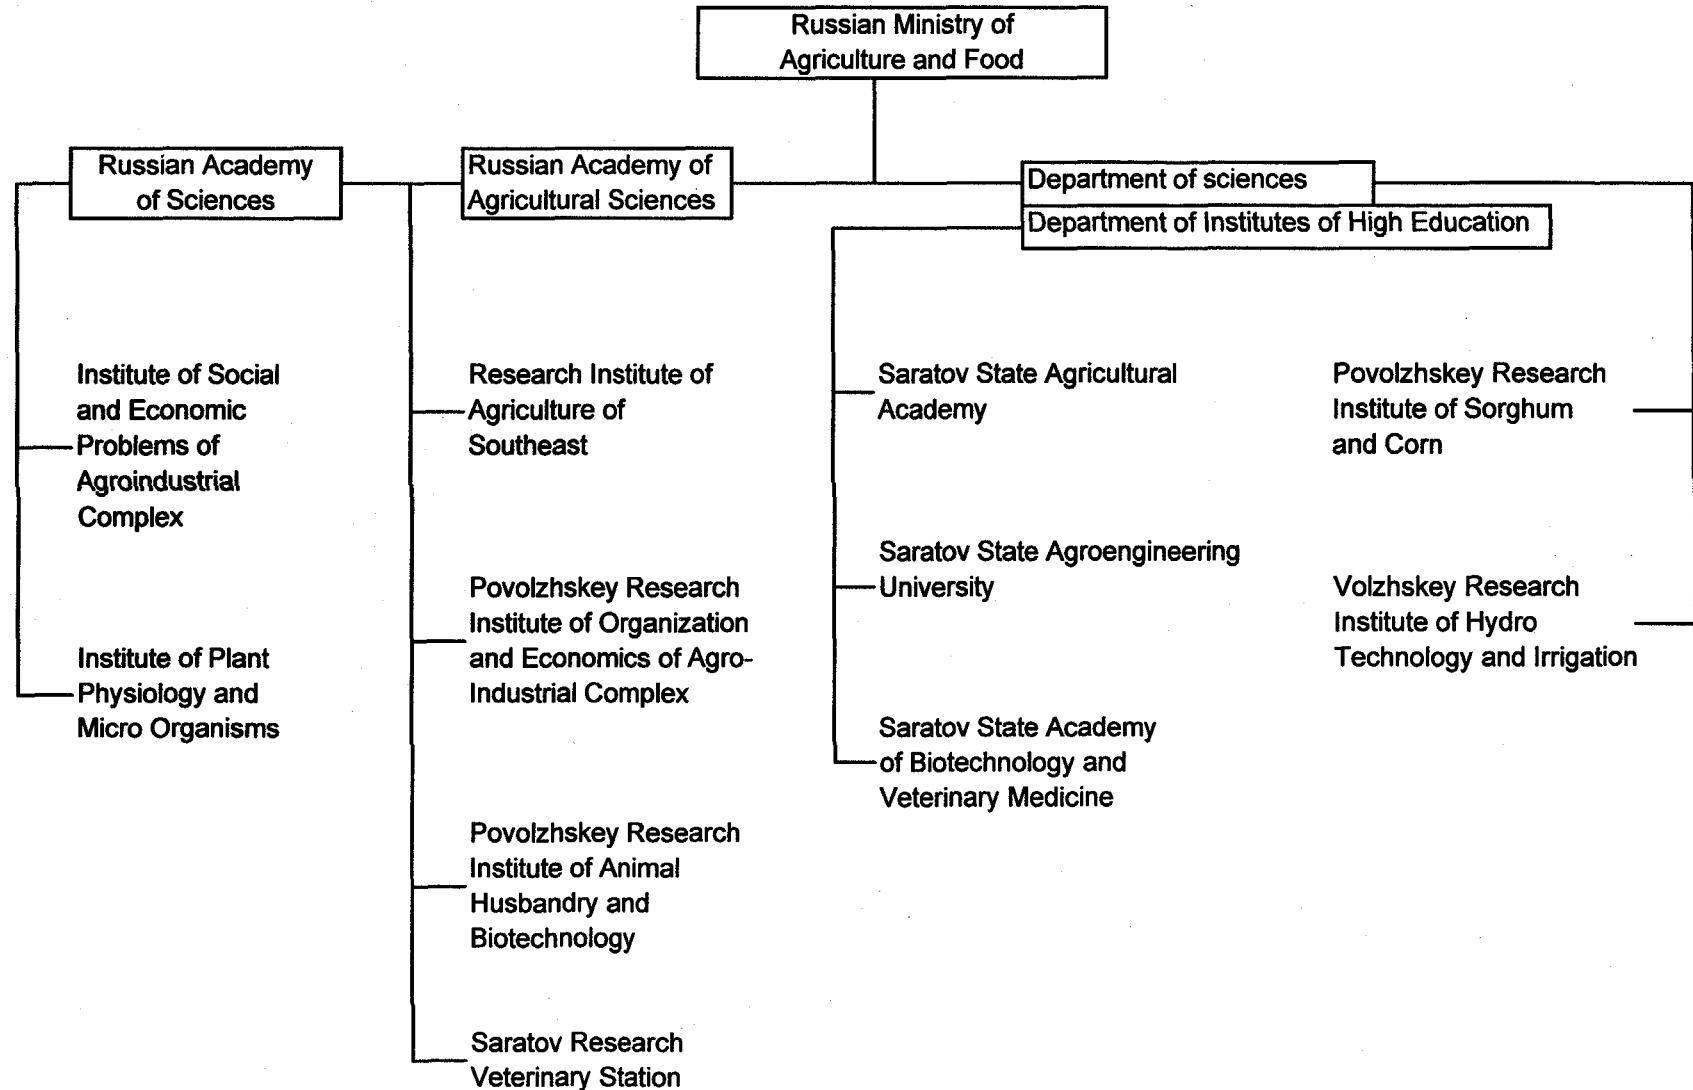 Russian Ministry of
Agriculture and Food
Russian Academy
of Sciences
Russian Academy of
Agricultural Sciences
Department of sciences
Department of Institutes of High Education
Institute of Social
and Economic
Problems of
Agroindustrial
Complex
Institute of Plant
Physiology and
Micro Organisms
Research Institute of
Agriculture of
Southeast
Povolzhskey Research
Institute of Organization
and Economics of Agro-
Industrial Complex
Povolzhskey Research
Institute of Animal
Husbandry and
Biotechnology
Saratov Research
Veterinary Station
Saratov State Agricultural
Academy
Saratov State Agroengineering
University
Saratov State Academy
of Biotechnology and
Veterinary Medicine
Povolzhskey Research
Institute of Sorghum
and Corn
Volzhskey Research
Institute of Hydro
Technology and Irrigation